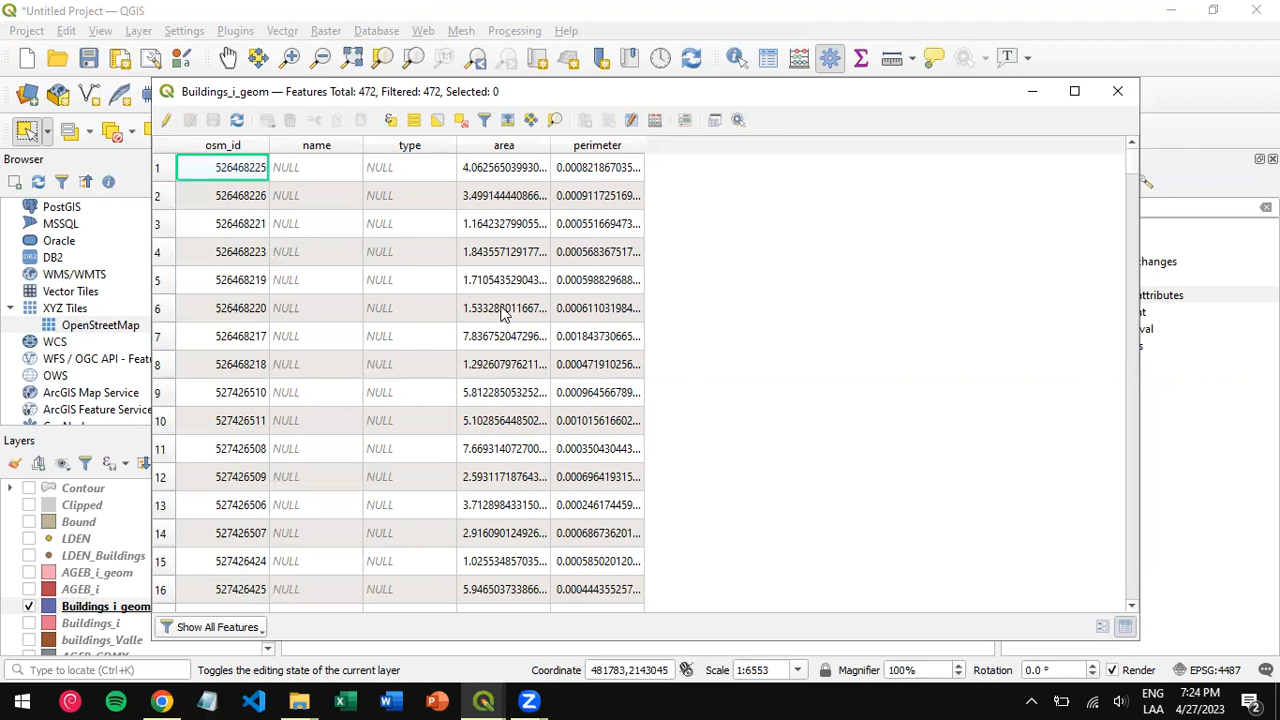 *Untitled Project — QGIS
Project Edit View Layer Settings Plugins Vector Raster Database Web Mesh Processing Help
Buildings_i_geom — Features Total: 472, Filtered: 472, Selected: 0
osm_id name type area perimeter
1 526468225 NULL NULL 4.062565039930... 0.000821867035...
2 526468226 NULL NULL 3.499144440866... 0.000911725169...
3 526468221 NULL NULL 1.164232799055... 0.000551669473...
4 526468223 NULL NULL 1.843557129177... 0.000568367517...
5 526468219 NULL NULL 1.710543529043... 0.000598829688...
6 526468220 NULL NULL 0.000611031984...
7 526468217 NULL NULL 7.836752047296... 0.001843730665...
8 526468218 NULL NULL 1.292607976211... 0.000471910256...
9 527426510 NULL NULL 5.812285053252... 0.000964566789...
10 527426511 NULL NULL 5.102856448502... 0.001015616602...
11 527426508 NULL NULL 7.669314072700... 0.000350430443...
12 527426509 NULL NULL 2.593117187643... 0.000696419315...
13 527426506 NULL NULL 3.712898433150... 0.000246174459...
14 527426507 NULL NULL 2.916090124926... 0.000686736201...
15 527426424 NULL NULL 1.025534857035... 0.000585020120...
16 527426425 NULL NULL 5.946503733866... 0.000444355257...
Show All Features
Browser
PostGIS
MSSQL
Oracle
DB2
WMS/WMTS
Vector Tiles
XYZ Tiles
OpenStreetMap
WCS
WFS / OGC API - Featu
OWS
ArcGIS Map Service
ArcGIS Feature Service
Layers
Contour
Clipped
Bound
LDEN
LDEN_Buildings
AGEB_i_geom
AGEB_i
Buildings_i_geom
Buildings_i
buildings_Valle
changes
attributes
Type to locate (Ctrl+K) Toggles the editing state of the current layer Coordinate 481783,2143045 Scale 1:6553 Magnifier 100% Rotation 0.0 ° Render EPSG:4487
ENG 7:24 PM
LAA 4/27/2023 2